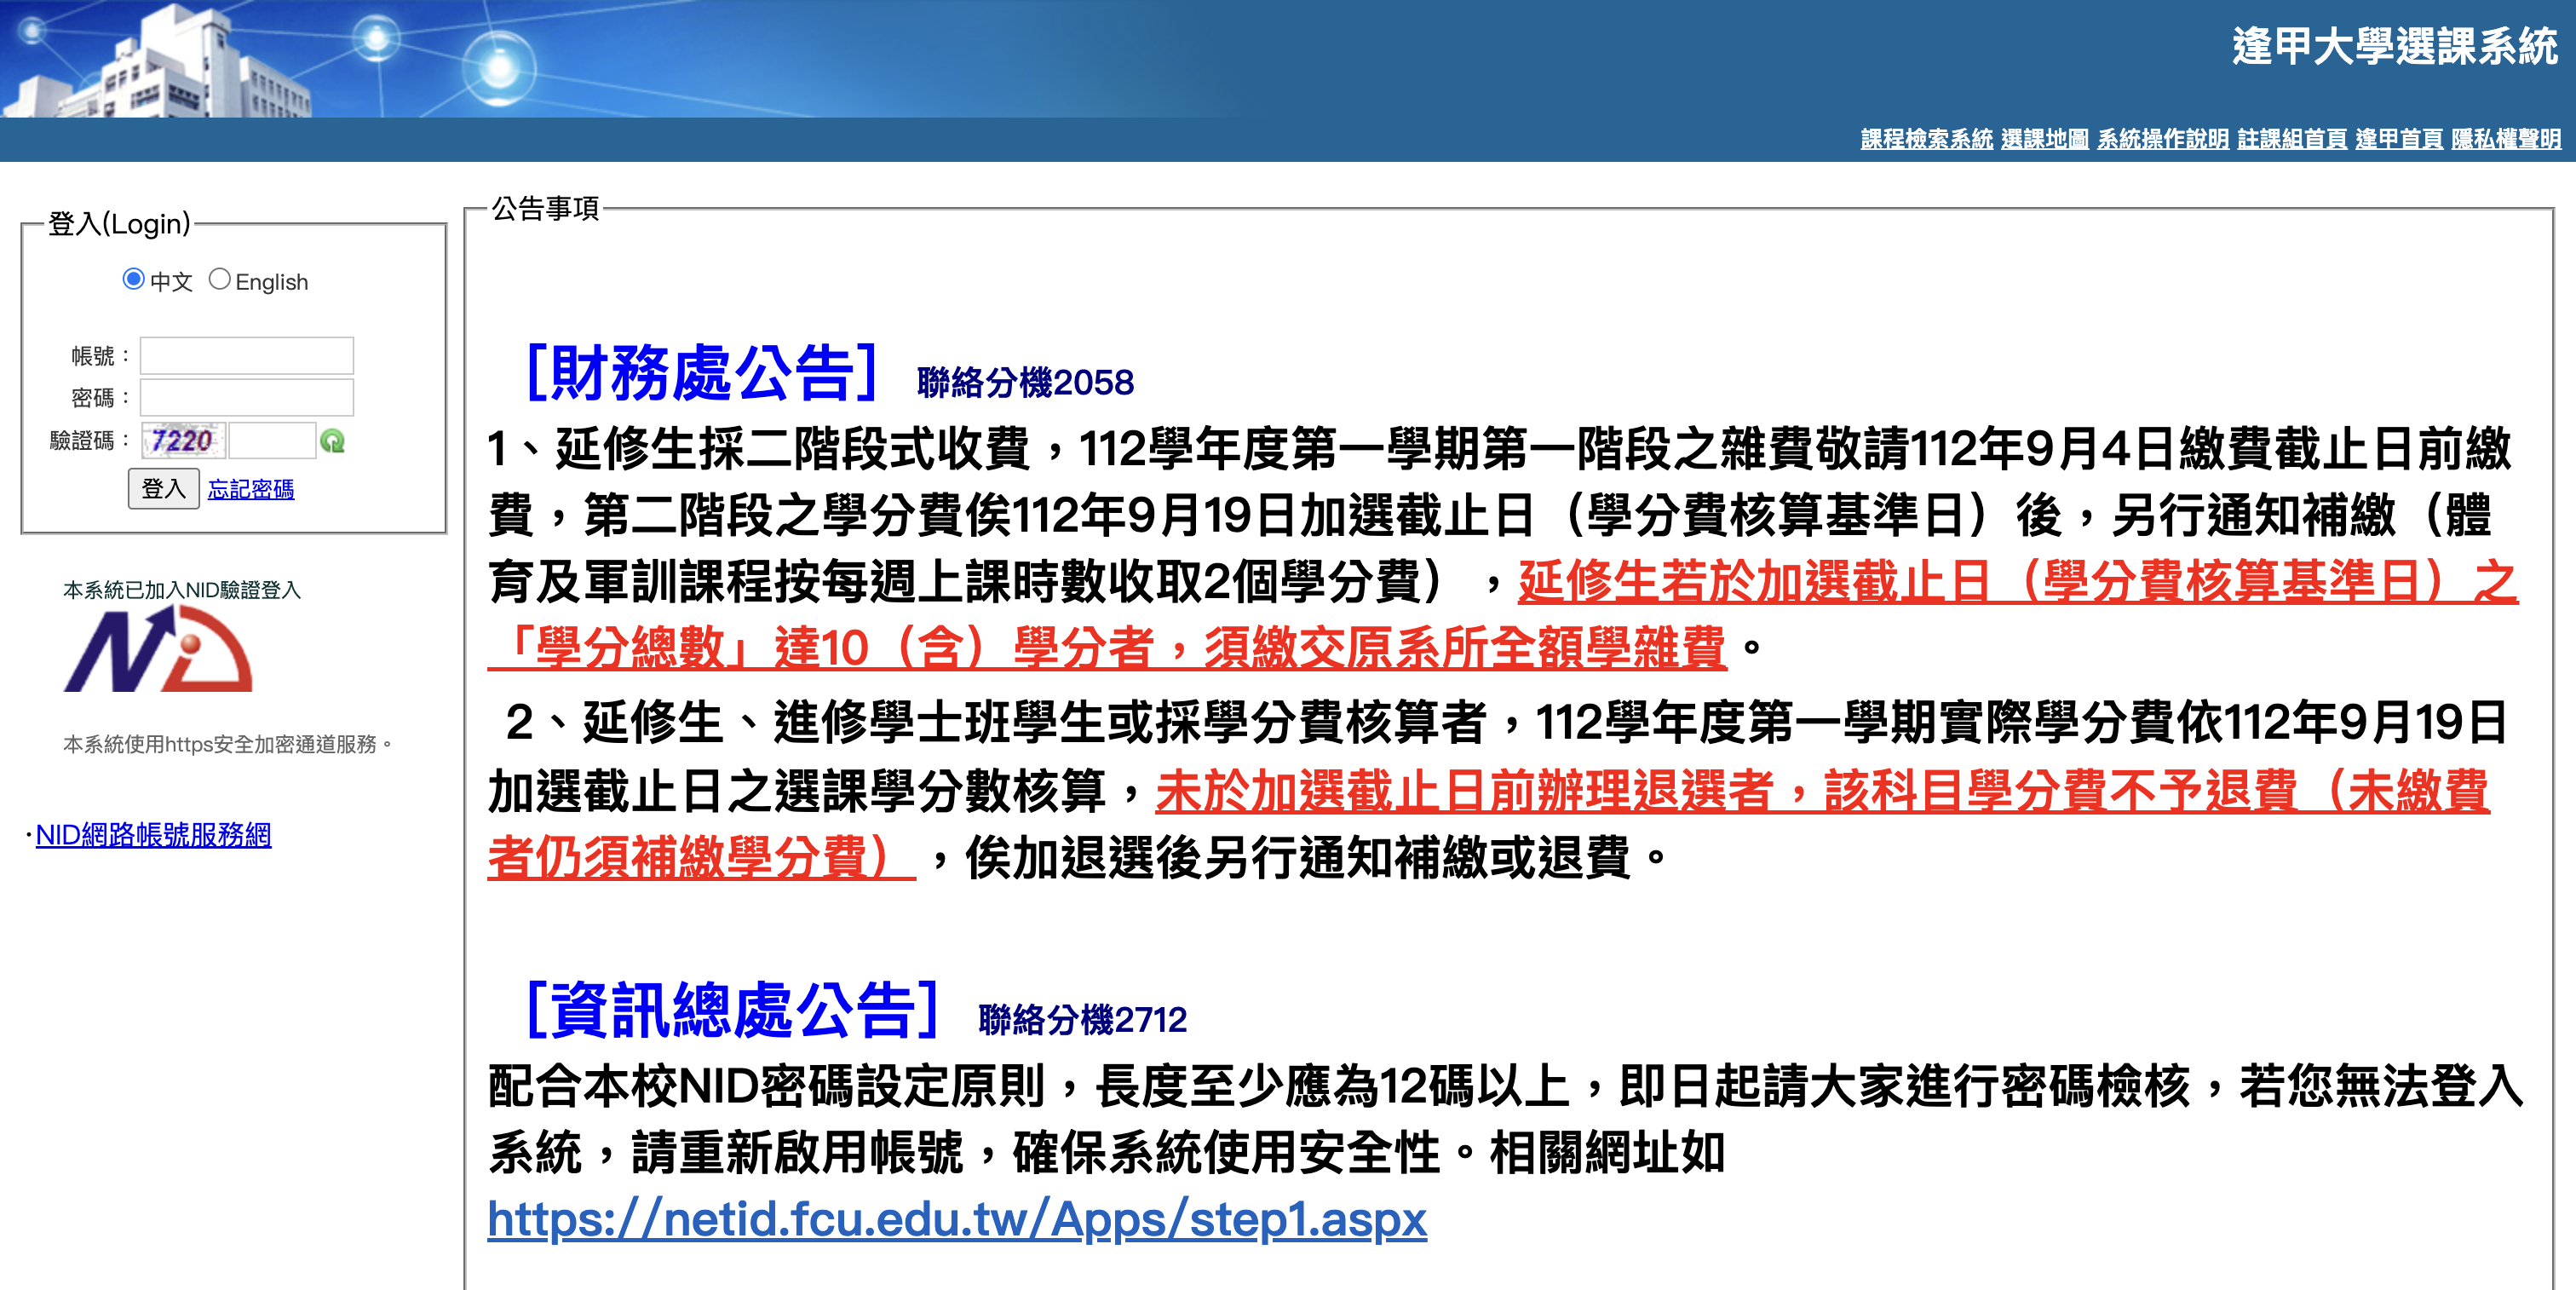 逢甲大學選課系統
課程檢索系統 選課地圖 系統操作說明 註課組首頁 逢甲首頁 隱私權聲明
登入(Login)
中文 English
帳號：
密碼：
驗證碼： 7220
登入 忘記密碼
本系統已加入NID驗證登入
NiD
本系統使用https安全加密通道服務。
·NID網路帳號服務網
公告事項
［財務處公告］ 聯絡分機2058
1、延修生採二階段式收費，112學年度第一學期第一階段之雜費敬請112年9月4日繳費截止日前繳
費，第二階段之學分費俟112年9月19日加選截止日（學分費核算基準日）後，另行通知補繳（體
育及軍訓課程按每週上課時數收取2個學分費），延修生若於加選截止日（學分費核算基準日）之
「學分總數」達10（含）學分者，須繳交原系所全額學雜費。
2、延修生、進修學士班學生或採學分費核算者，112學年度第一學期實際學分費依112年9月19日
加選截止日之選課學分數核算，未於加選截止日前辦理退選者，該科目學分費不予退費（未繳費
者仍須補繳學分費），俟加退選後另行通知補繳或退費。
［資訊總處公告］ 聯絡分機2712
配合本校NID密碼設定原則，長度至少應為12碼以上，即日起請大家進行密碼檢核，若您無法登入
系統，請重新啟用帳號，確保系統使用安全性。相關網址如
https://netid.fcu.edu.tw/Apps/step1.aspx